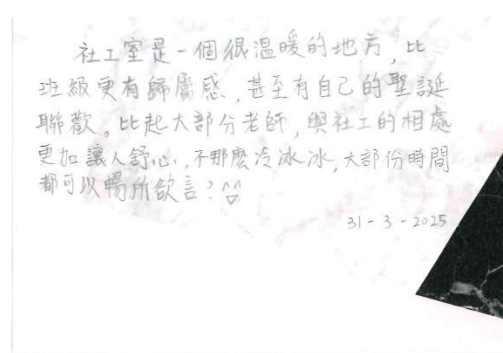 社工室是一個很溫暖的地方，比
班級更有歸屬感，甚至有自己的聖誕
聯歡。比起大部分老師，與社工的相處
更加讓人舒心，不那麼冷冰冰，大部份時間
都可以暢所欲言？^^
31-3-2025